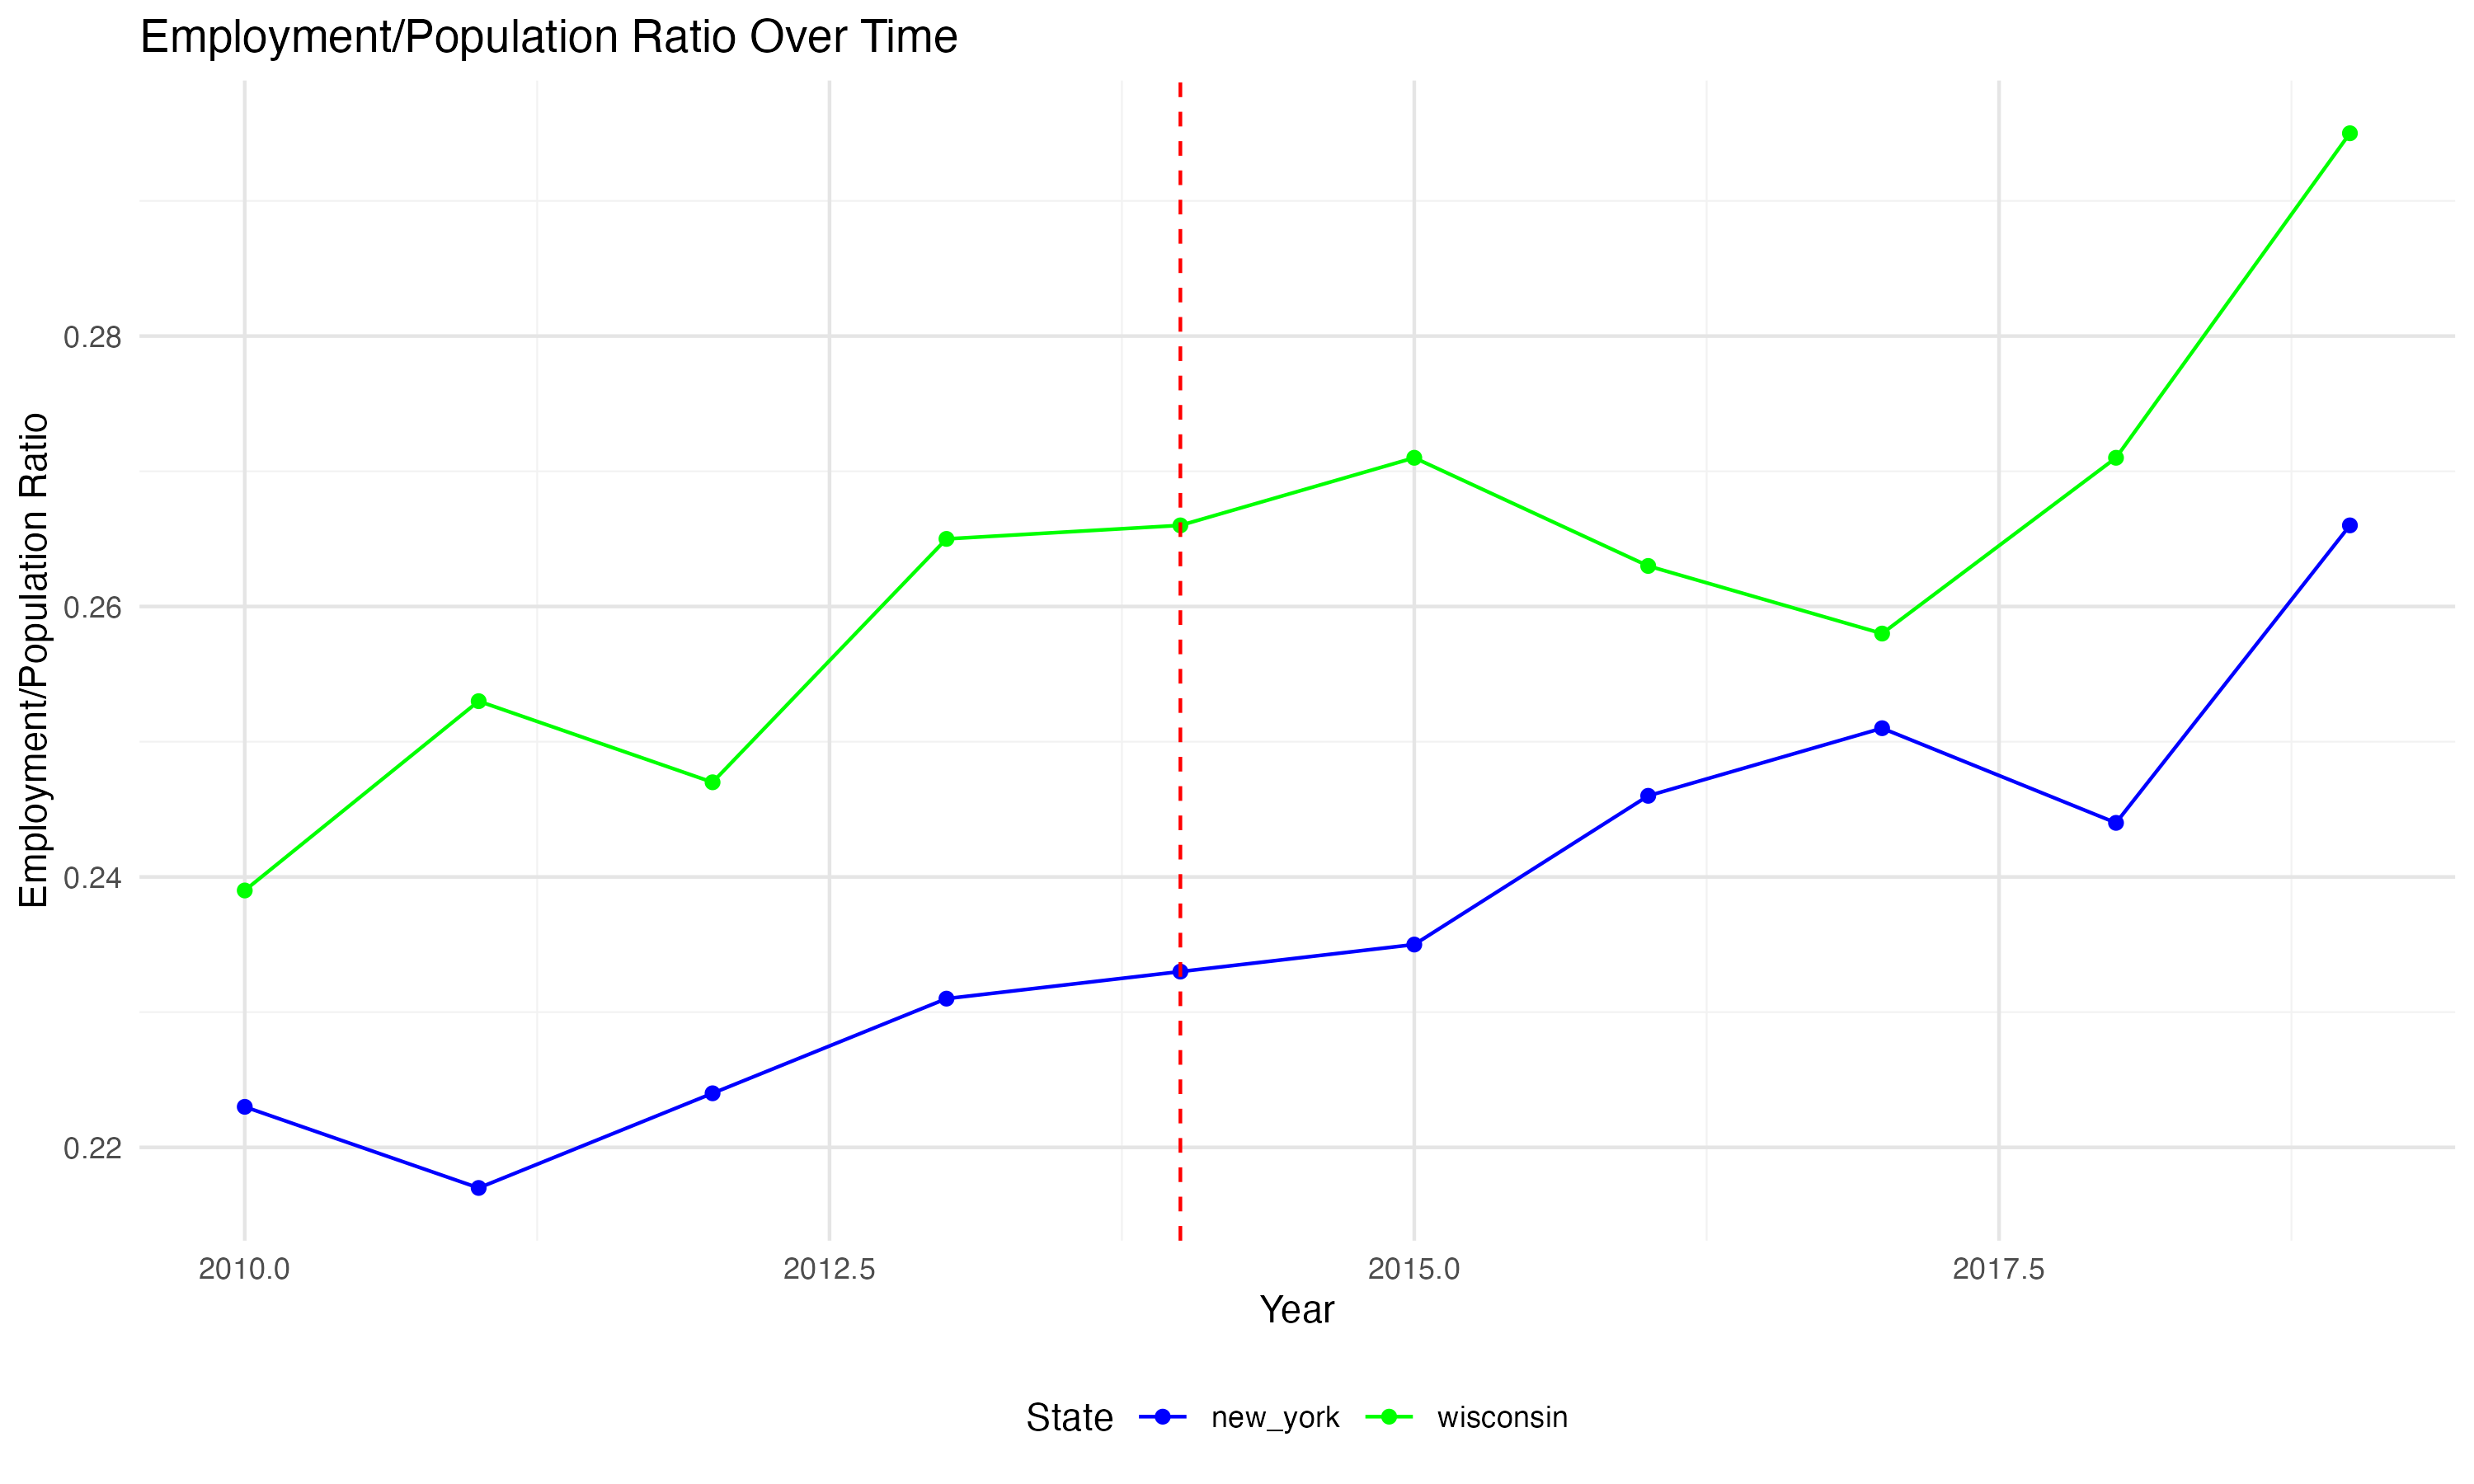 Employment/Population Ratio Over Time
Employment/Population Ratio
0.28
0.26
0.24
0.22
2010.0 2012.5 2015.0 2017.5
Year
State new_york wisconsin